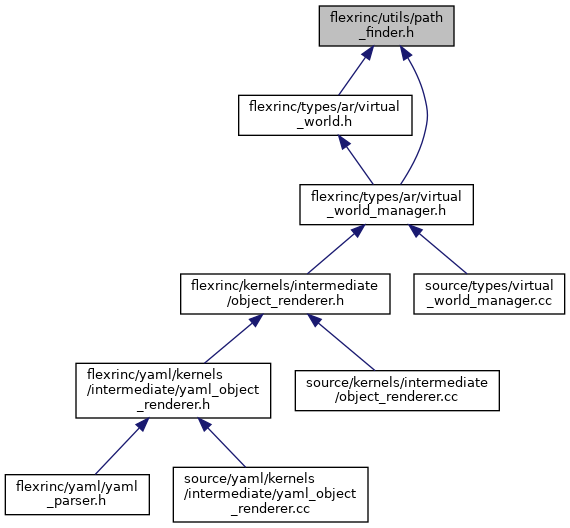 flexrinc/utils/path
_finder.h
flexrinc/types/ar/virtual
_world.h
flexrinc/types/ar/virtual
_world_manager.h
flexrinc/kernels/intermediate
/object_renderer.h
source/types/virtual
_world_manager.cc
flexrinc/yaml/kernels
/intermediate/yaml_object
_renderer.h
source/kernels/intermediate
/object_renderer.cc
flexrinc/yaml/yaml
_parser.h
source/yaml/kernels
/intermediate/yaml_object
_renderer.cc